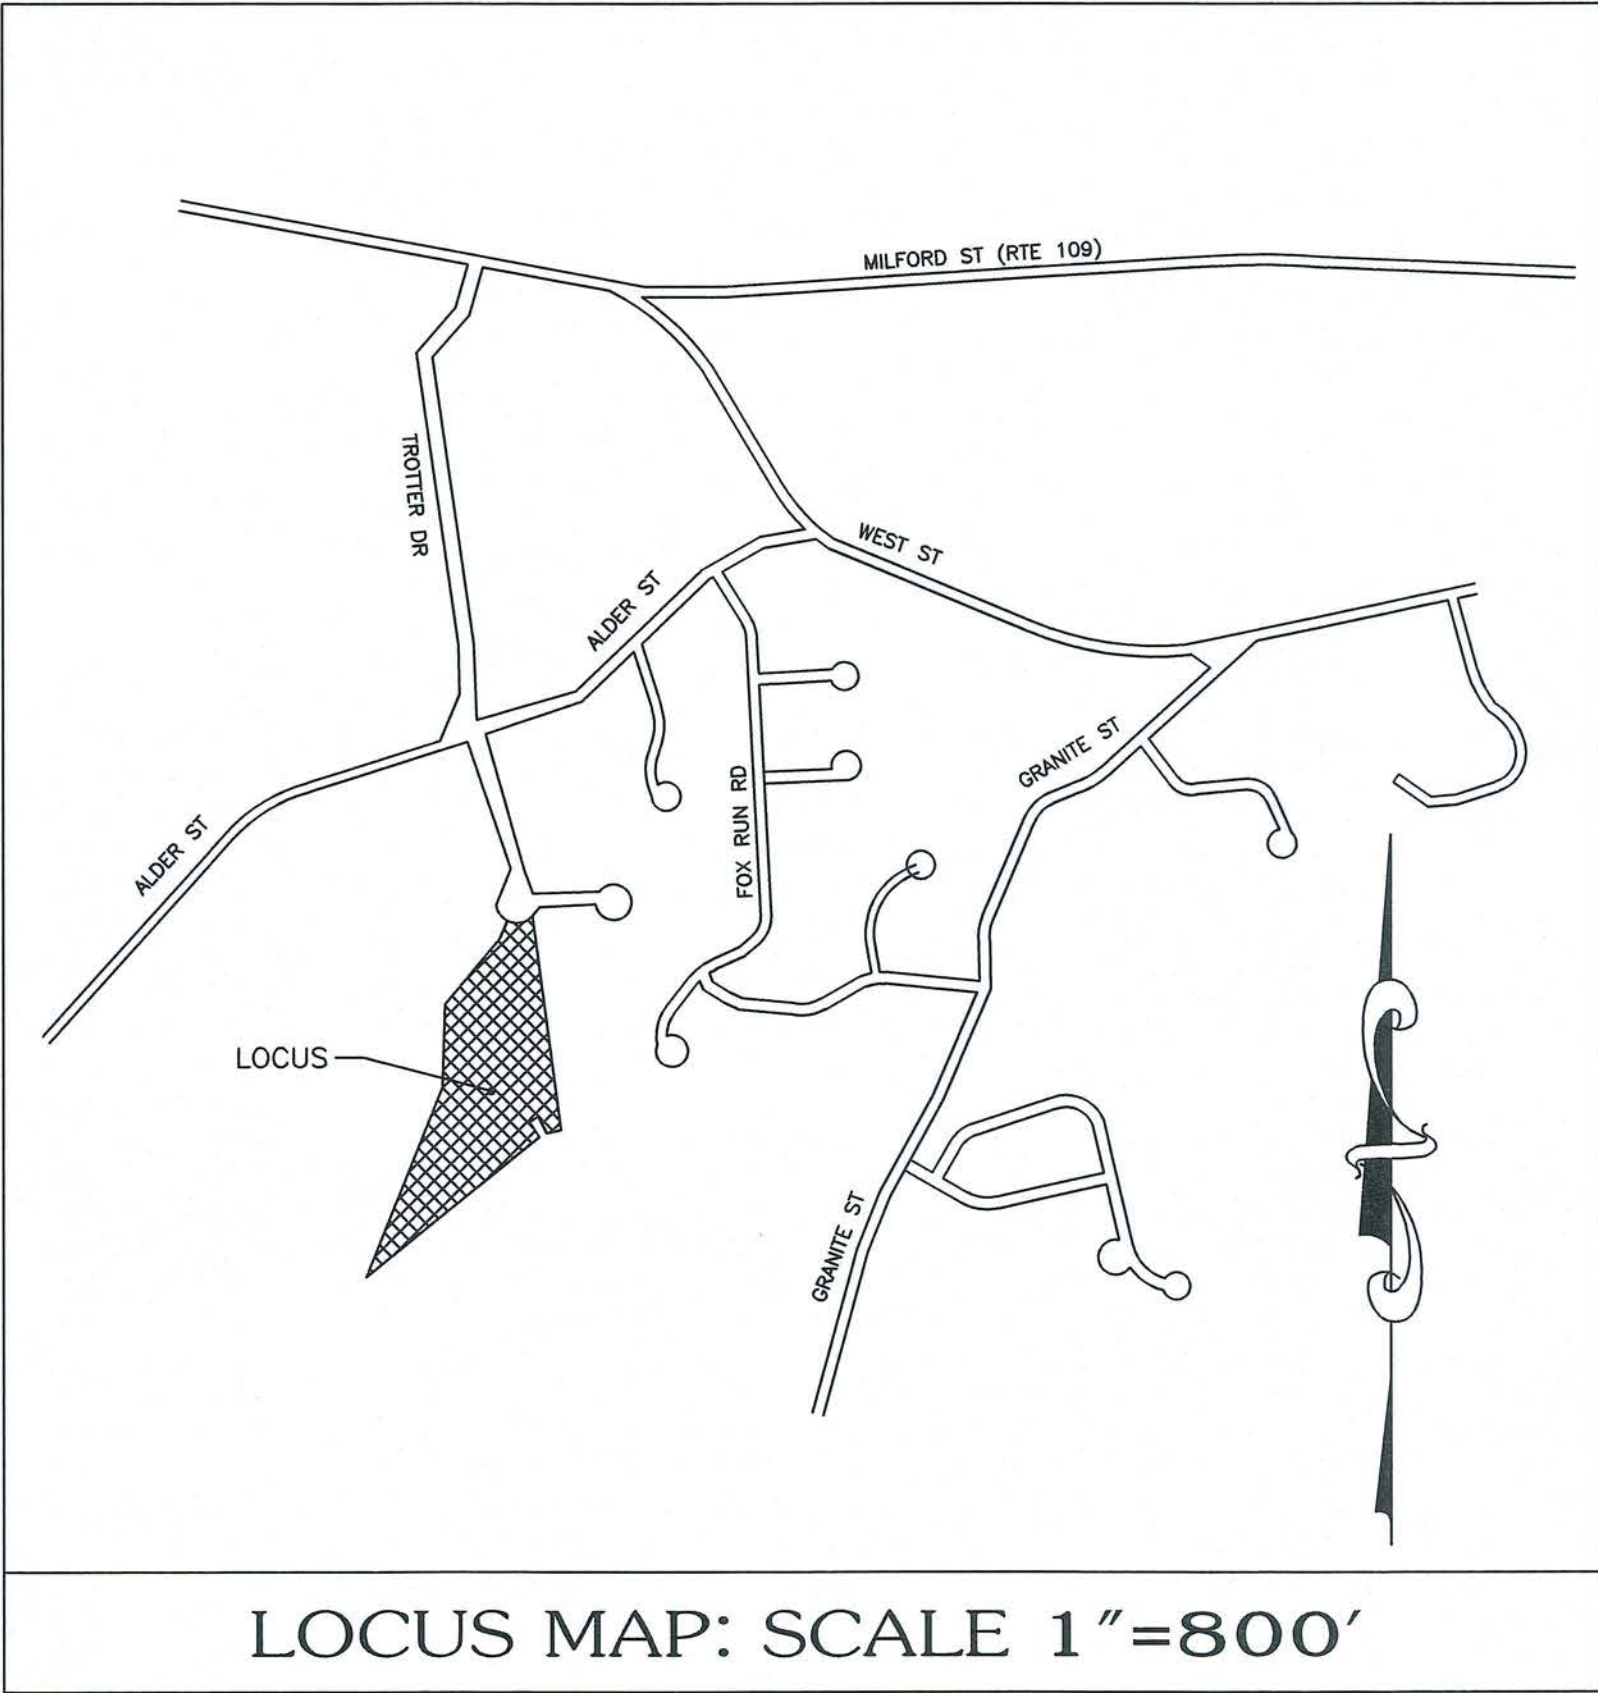 MILFORD ST (RTE 109)
TROTTER DR
WEST ST
ALDER ST
GRANITE ST
FOX RUN RD
ALDER ST
LOCUS
GRANITE ST
LOCUS MAP: SCALE 1"=800'